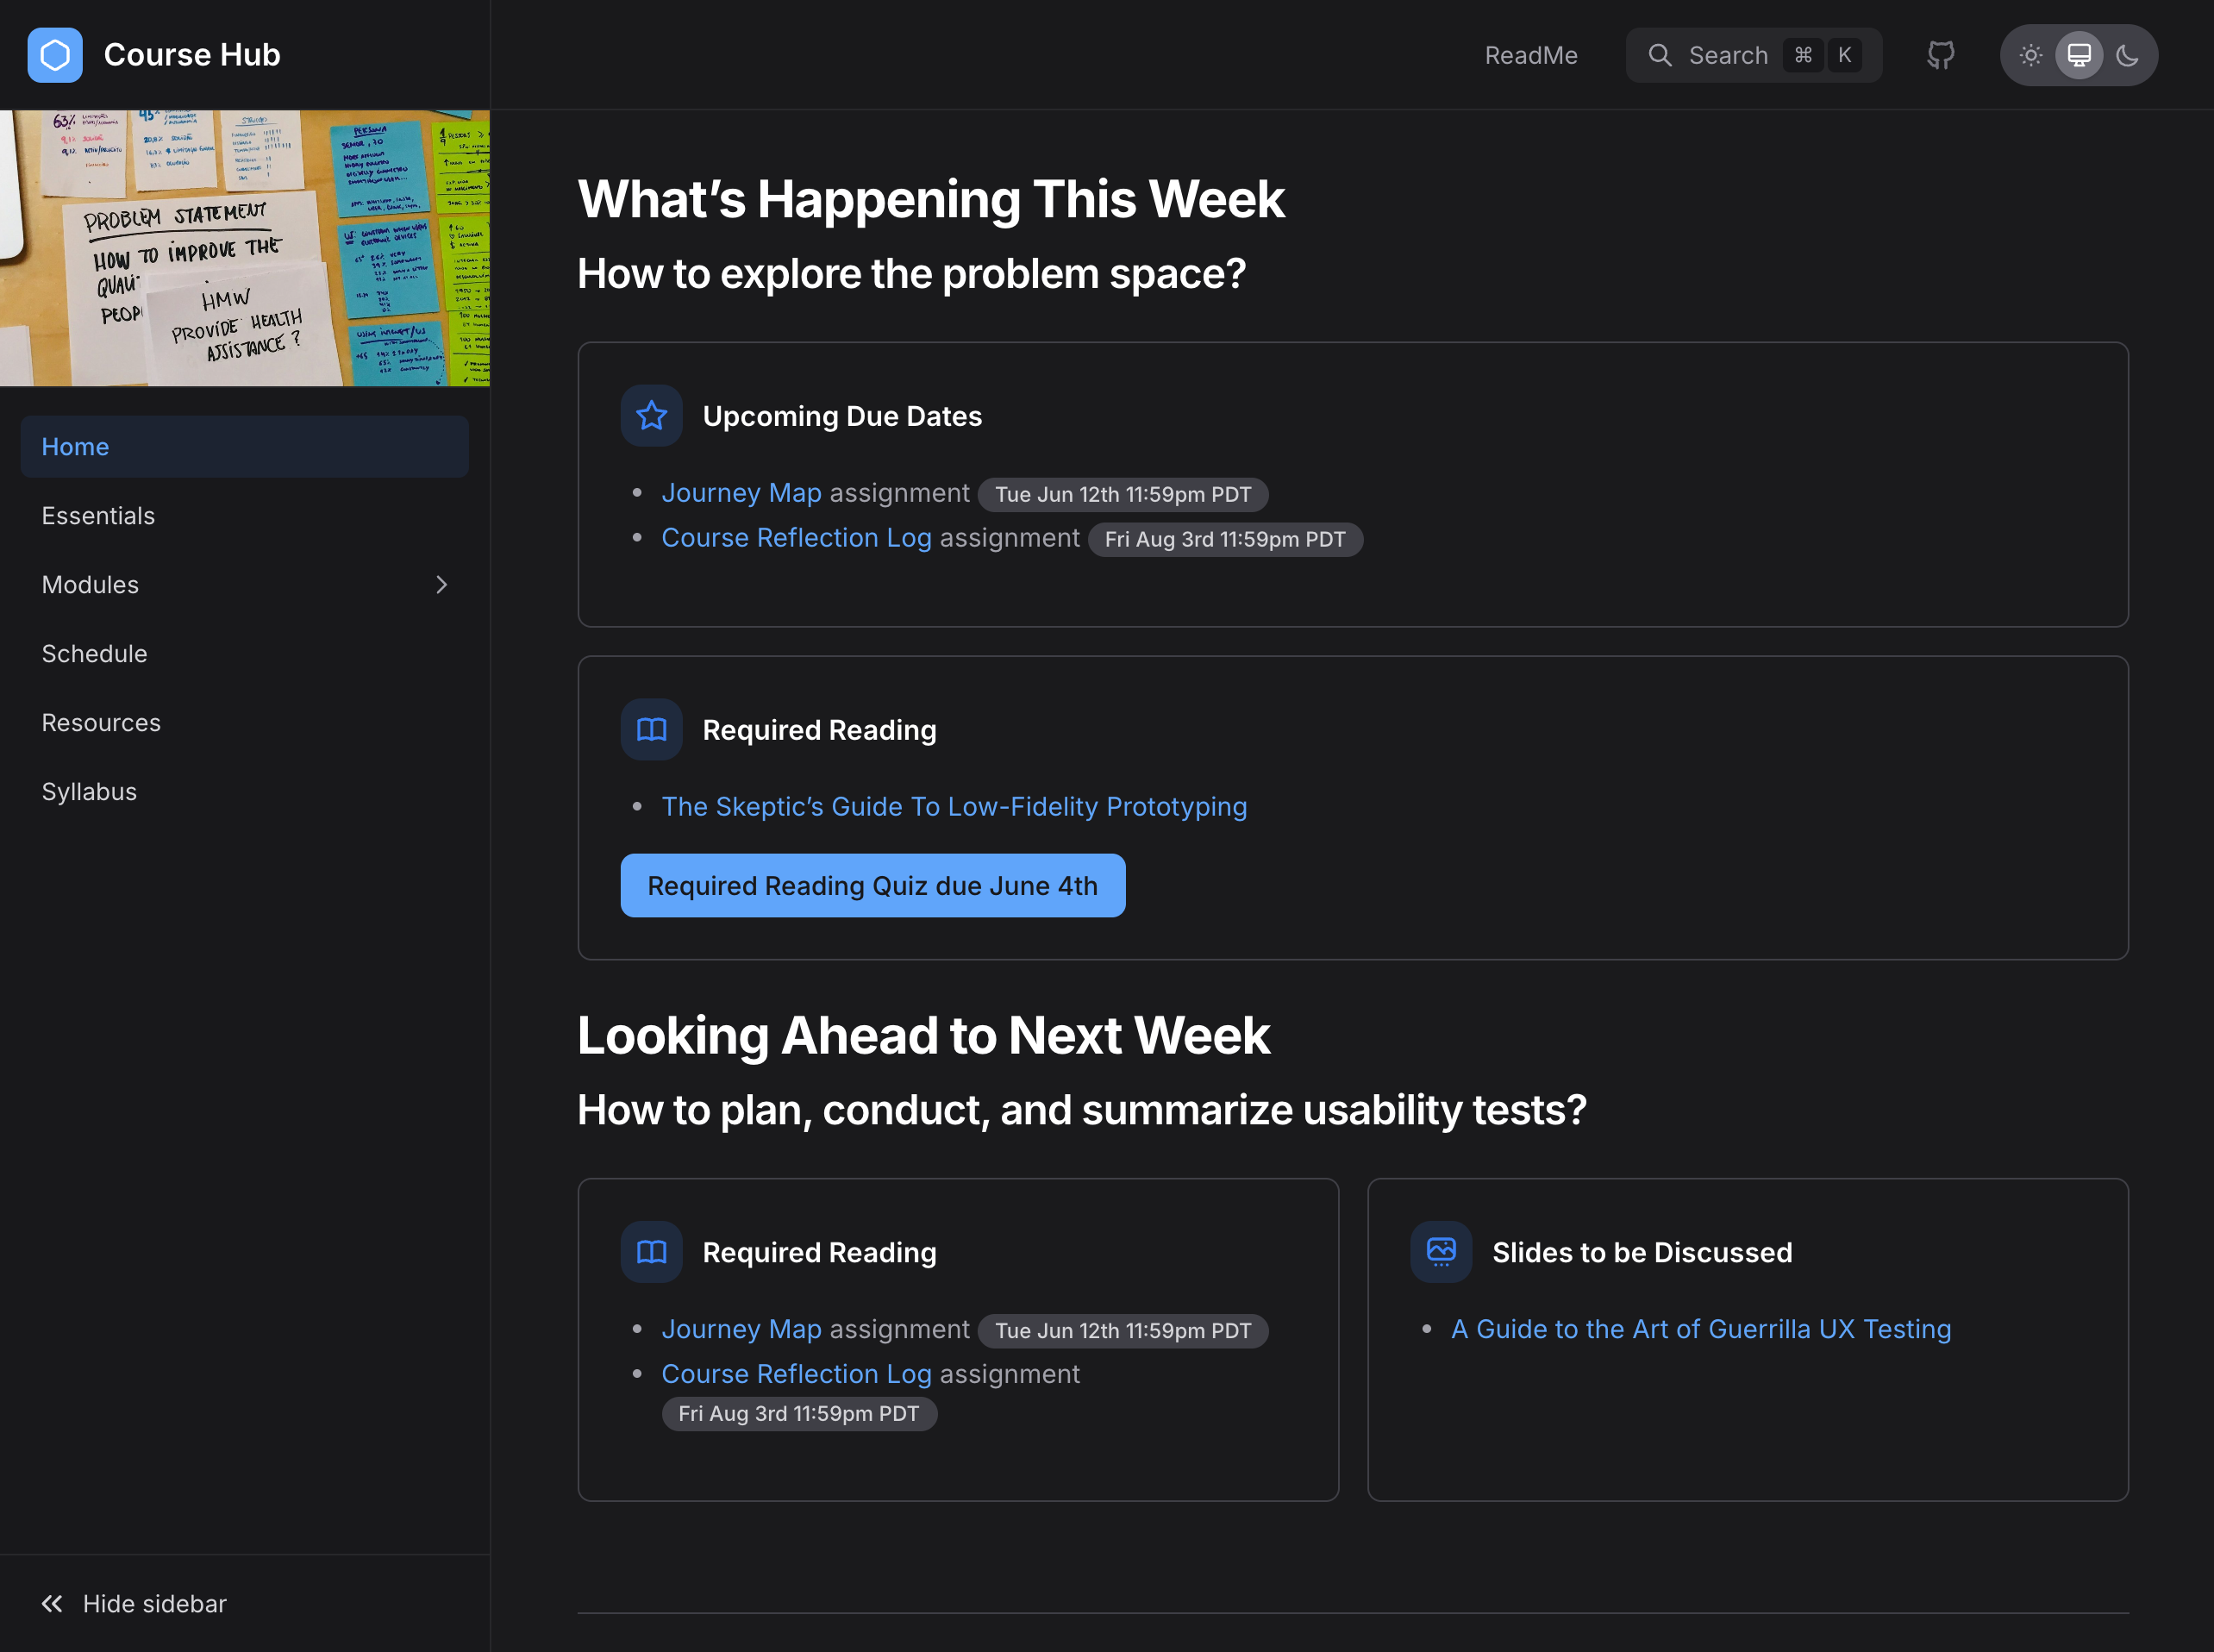 Course Hub
ReadMe
Search ⌘ K
63%
PROBLEM STATEMENT
HOW TO IMPROVE THE
HMW
PROVIDE HEALTH
ASSISTANCE?
PERSONA
SENIOR, 70
Home
Essentials
Modules
Schedule
Resources
Syllabus
Hide sidebar
What’s Happening This Week
How to explore the problem space?
Upcoming Due Dates
Journey Map assignment Tue Jun 12th 11:59pm PDT
Course Reflection Log assignment Fri Aug 3rd 11:59pm PDT
Required Reading
The Skeptic’s Guide To Low-Fidelity Prototyping
Required Reading Quiz due June 4th
Looking Ahead to Next Week
How to plan, conduct, and summarize usability tests?
Required Reading
Journey Map assignment Tue Jun 12th 11:59pm PDT
Course Reflection Log assignment
Fri Aug 3rd 11:59pm PDT
Slides to be Discussed
A Guide to the Art of Guerrilla UX Testing